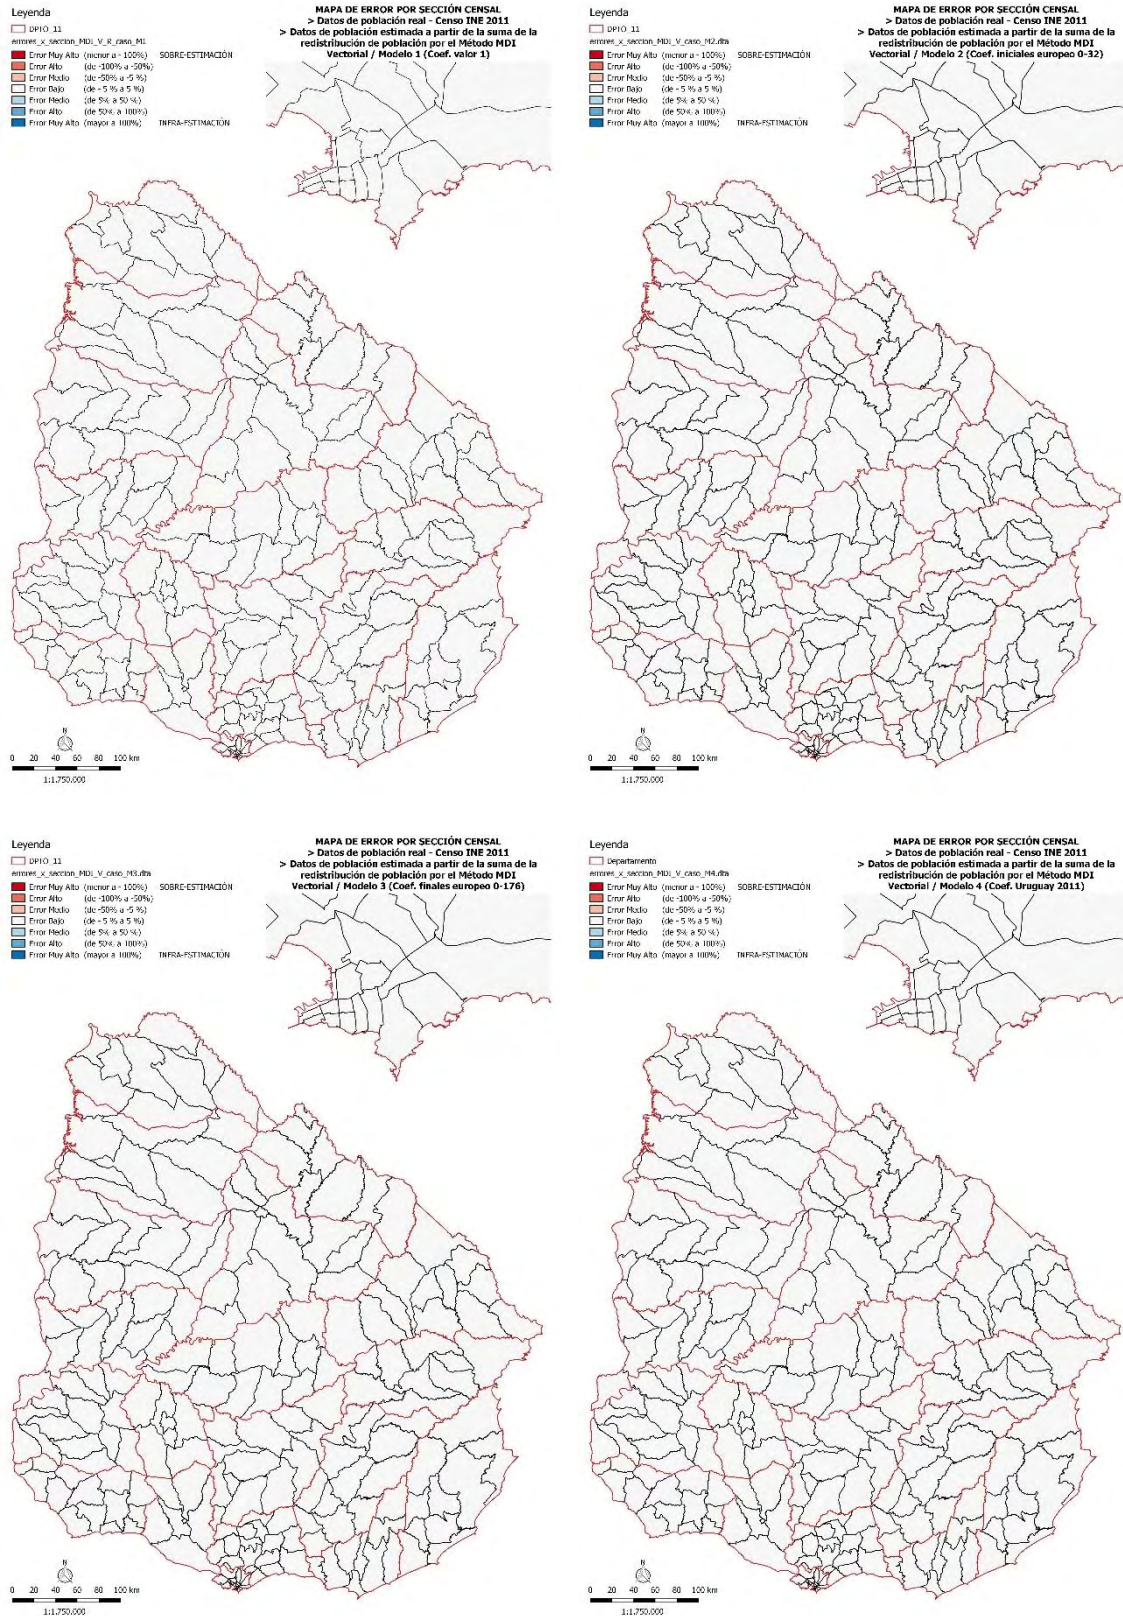 Leyenda
DPTO_11
errores_x_seccion_MDI_V_R_caso_M1
Error Muy Alto (menor a - 100%) SOBRE-ESTIMACIÓN
Error Alto (de -100% a -50%)
Error Medio (de -50% a -5 %)
Error Bajo (de - 5 % a 5 %)
Error Medio (de 5% a 50 %)
Error Alto (de 50% a 100%)
Error Muy Alto (mayor a 100%) INFRA-ESTIMACIÓN
MAPA DE ERROR POR SECCIÓN CENSAL
> Datos de población real - Censo INE 2011
> Datos de población estimada a partir de la suma de la
redistribución de población por el Método MDI
Vectorial / Modelo 1 (Coef. valor 1)
N
0 20 40 60 80 100 km
1:1.750.000
Leyenda
DPTO_11
errores_x_seccion_MDI_V_caso_M2.dta
Error Muy Alto (menor a - 100%) SOBRE-ESTIMACIÓN
Error Alto (de -100% a -50%)
Error Medio (de -50% a -5 %)
Error Bajo (de - 5 % a 5 %)
Error Medio (de 5% a 50 %)
Error Alto (de 50% a 100%)
Error Muy Alto (mayor a 100%) INFRA-ESTIMACIÓN
MAPA DE ERROR POR SECCIÓN CENSAL
> Datos de población real - Censo INE 2011
> Datos de población estimada a partir de la suma de la
redistribución de población por el Método MDI
Vectorial / Modelo 2 (Coef. iniciales europeo 0-32)
N
0 20 40 60 80 100 km
1:1.750.000
Leyenda
DPTO_11
errores_x_seccion_MDI_V_caso_M3.dta
Error Muy Alto (menor a - 100%) SOBRE-ESTIMACIÓN
Error Alto (de -100% a -50%)
Error Medio (de -50% a -5 %)
Error Bajo (de - 5 % a 5 %)
Error Medio (de 5% a 50 %)
Error Alto (de 50% a 100%)
Error Muy Alto (mayor a 100%) INFRA-ESTIMACIÓN
MAPA DE ERROR POR SECCIÓN CENSAL
> Datos de población real - Censo INE 2011
> Datos de población estimada a partir de la suma de la
redistribución de población por el Método MDI
Vectorial / Modelo 3 (Coef. finales europeo 0-176)
N
0 20 40 60 80 100 km
1:1.750.000
Leyenda
Departamento
errores_x_seccion_MDI_V_caso_M4.dta
Error Muy Alto (menor a - 100%) SOBRE-ESTIMACIÓN
Error Alto (de -100% a -50%)
Error Medio (de -50% a -5 %)
Error Bajo (de - 5 % a 5 %)
Error Medio (de 5% a 50 %)
Error Alto (de 50% a 100%)
Error Muy Alto (mayor a 100%) INFRA-ESTIMACIÓN
MAPA DE ERROR POR SECCIÓN CENSAL
> Datos de población real - Censo INE 2011
> Datos de población estimada a partir de la suma de la
redistribución de población por el Método MDI
Vectorial / Modelo 4 (Coef. Uruguay 2011)
N
0 20 40 60 80 100 km
1:1.750.000